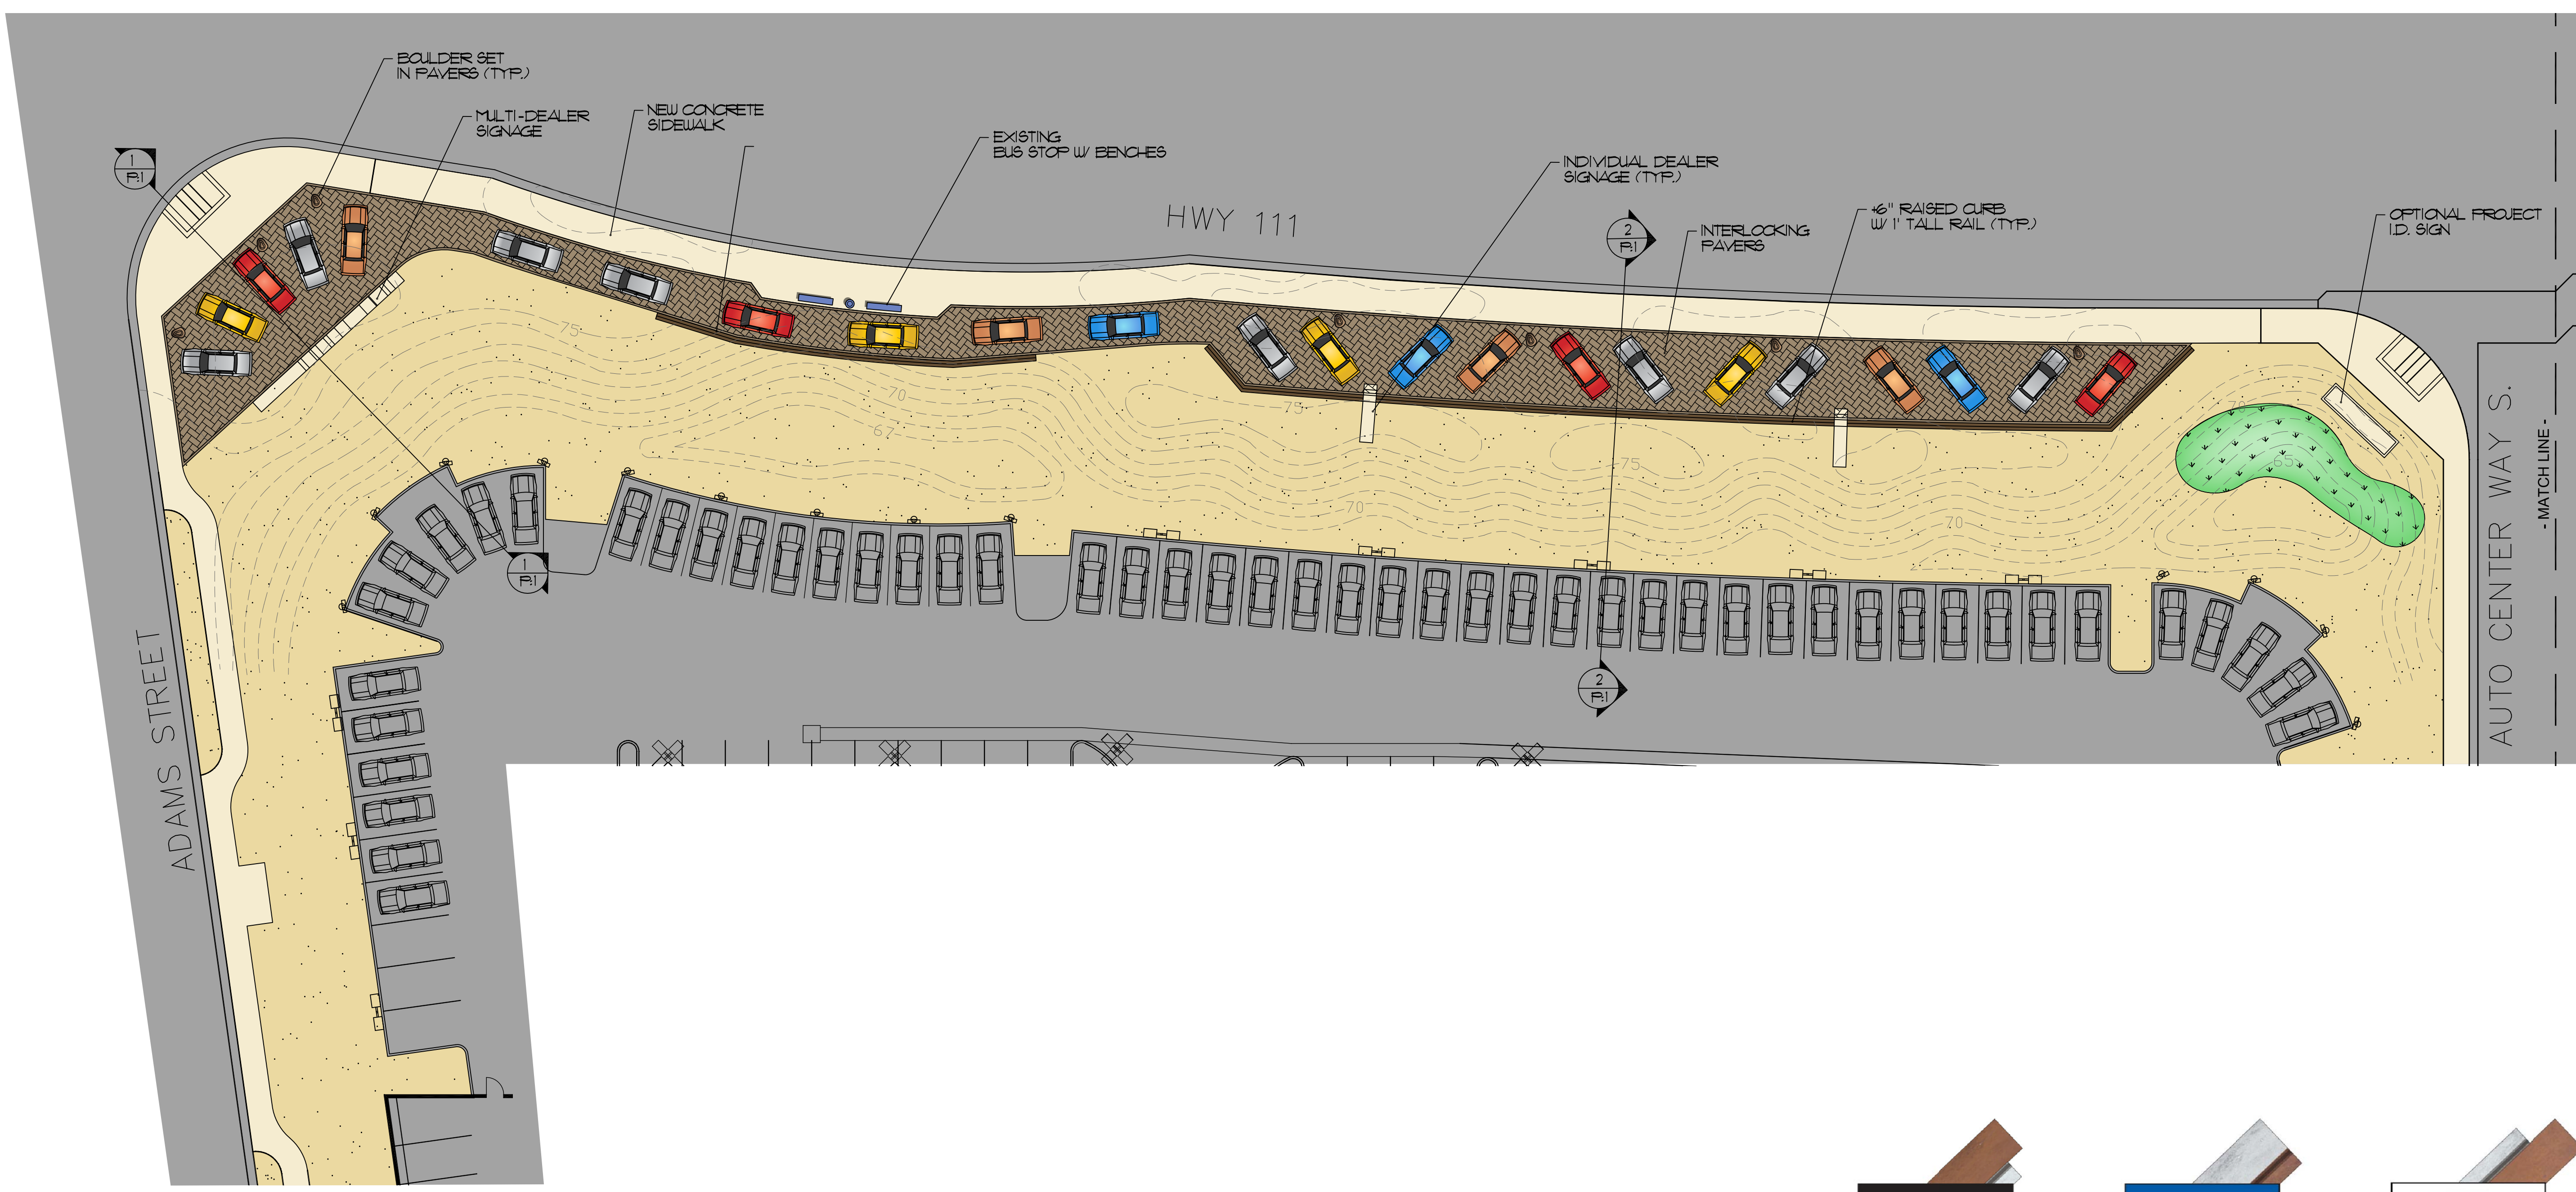 BOULDER SET
IN PAVERS (TYP.)
MULTI-DEALER
SIGNAGE
NEW CONCRETE
SIDEWALK
EXISTING
BUS STOP W/ BENCHES
INDIVIDUAL DEALER
SIGNAGE (TYP.)
+6" RAISED CURB
W/ 1' TALL RAIL (TYP.)
OPTIONAL PROJECT
I.D. SIGN
INTERLOCKING
PAVERS
HWY 111
1
P.1
2
P.1
75
70
67
75
75
70
70
70
65
1
P.1
2
P.1
ADAMS STREET
AUTO CENTER WAY S.
- MATCH LINE -